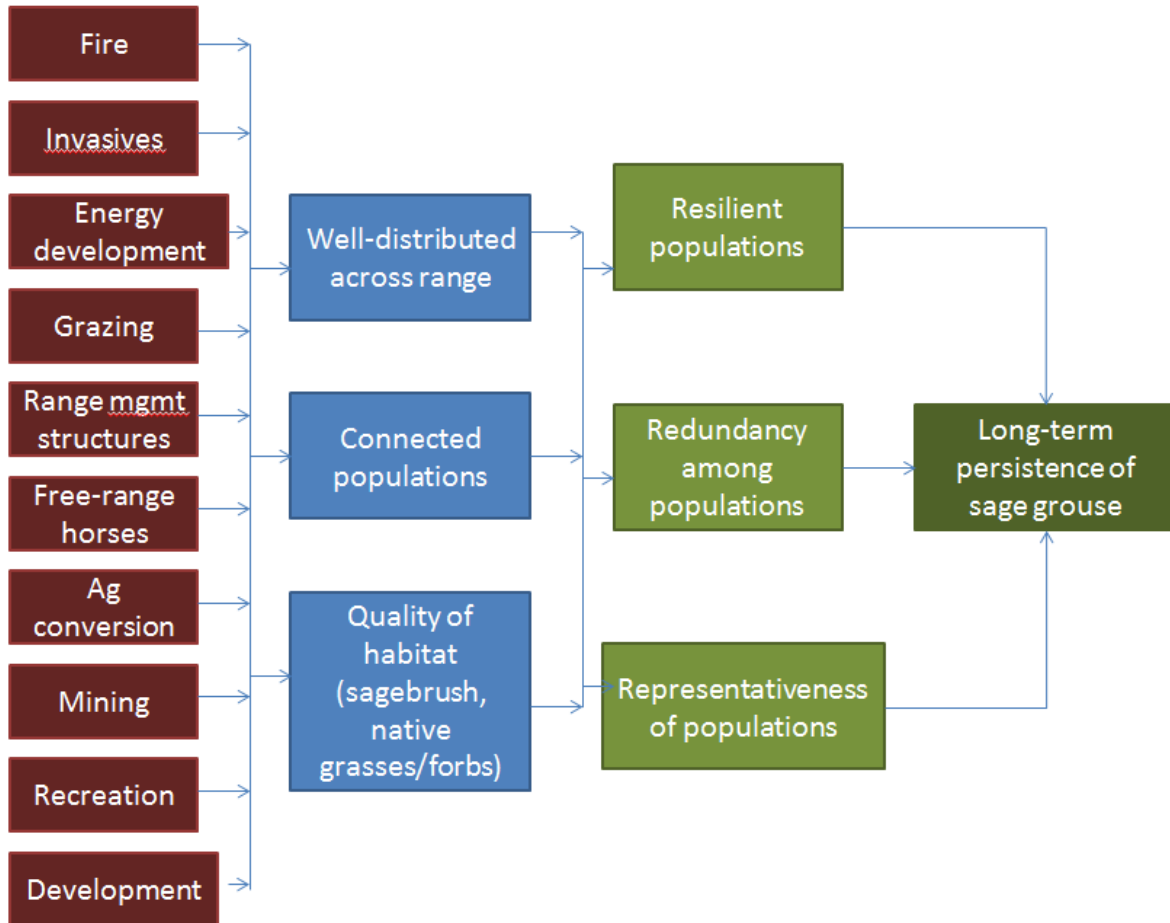 Fire
Invasives
Energy
development
Grazing
Range mgmt
structures
Free-range
horses
Ag
conversion
Mining
Recreation
Development
Well-distributed
across range
Connected
populations
Quality of
habitat
(sagebrush,
native
grasses/forbs)
Resilient
populations
Redundancy
among
populations
Representativeness
of populations
Long-term
persistence of
sage grouse